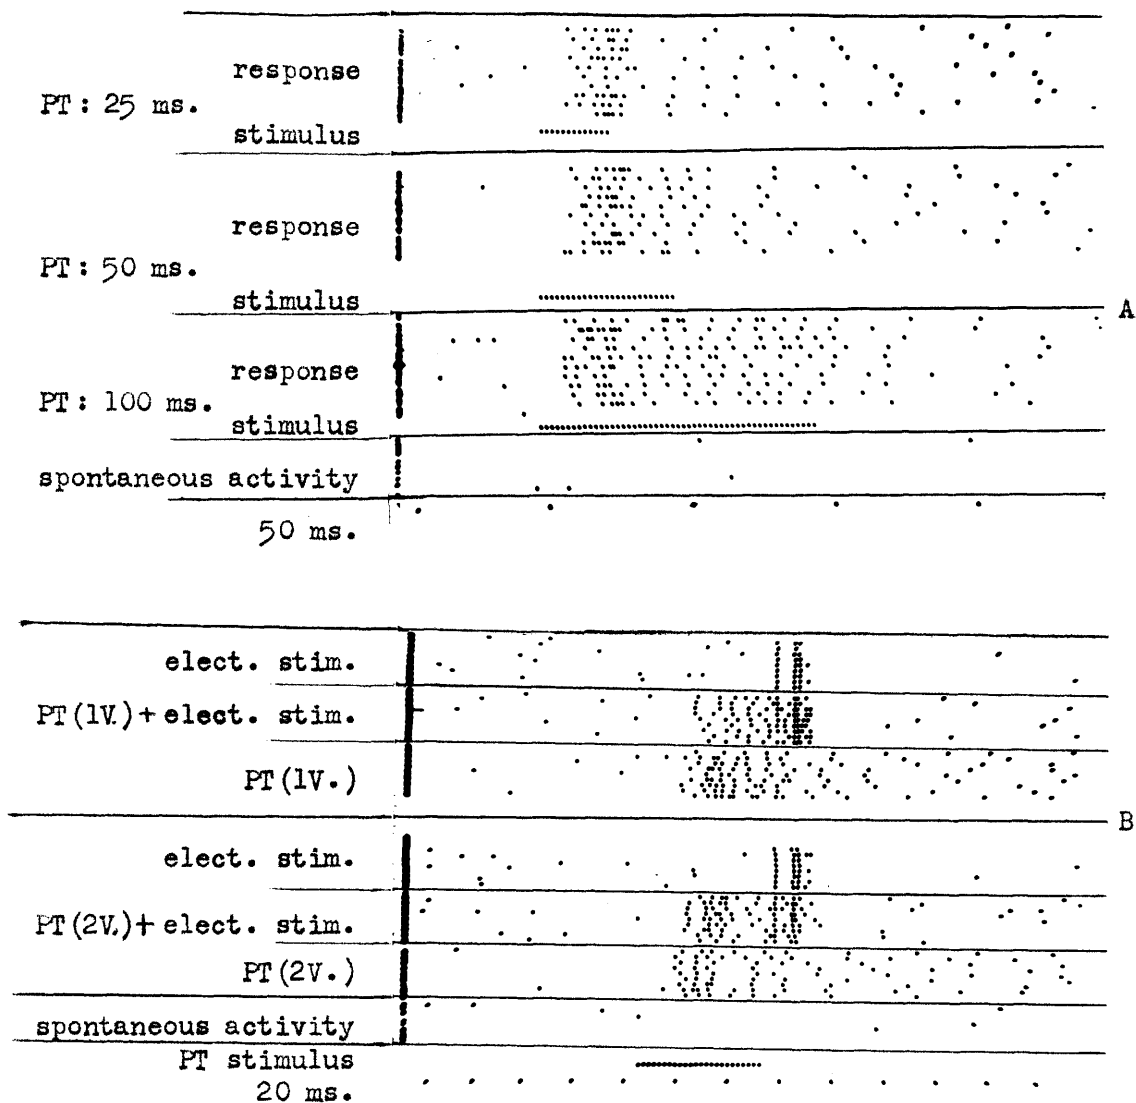 response
PT: 25 ms.
stimulus
response
PT: 50 ms.
stimulus
A
response
PT: 100 ms.
stimulus
spontaneous activity
50 ms.
elect. stim.
PT(1V.)+elect. stim.
PT(1V.)
B
elect. stim.
PT(2V.)+ elect. stim.
PT(2V.)
spontaneous activity
PT stimulus
20 ms.